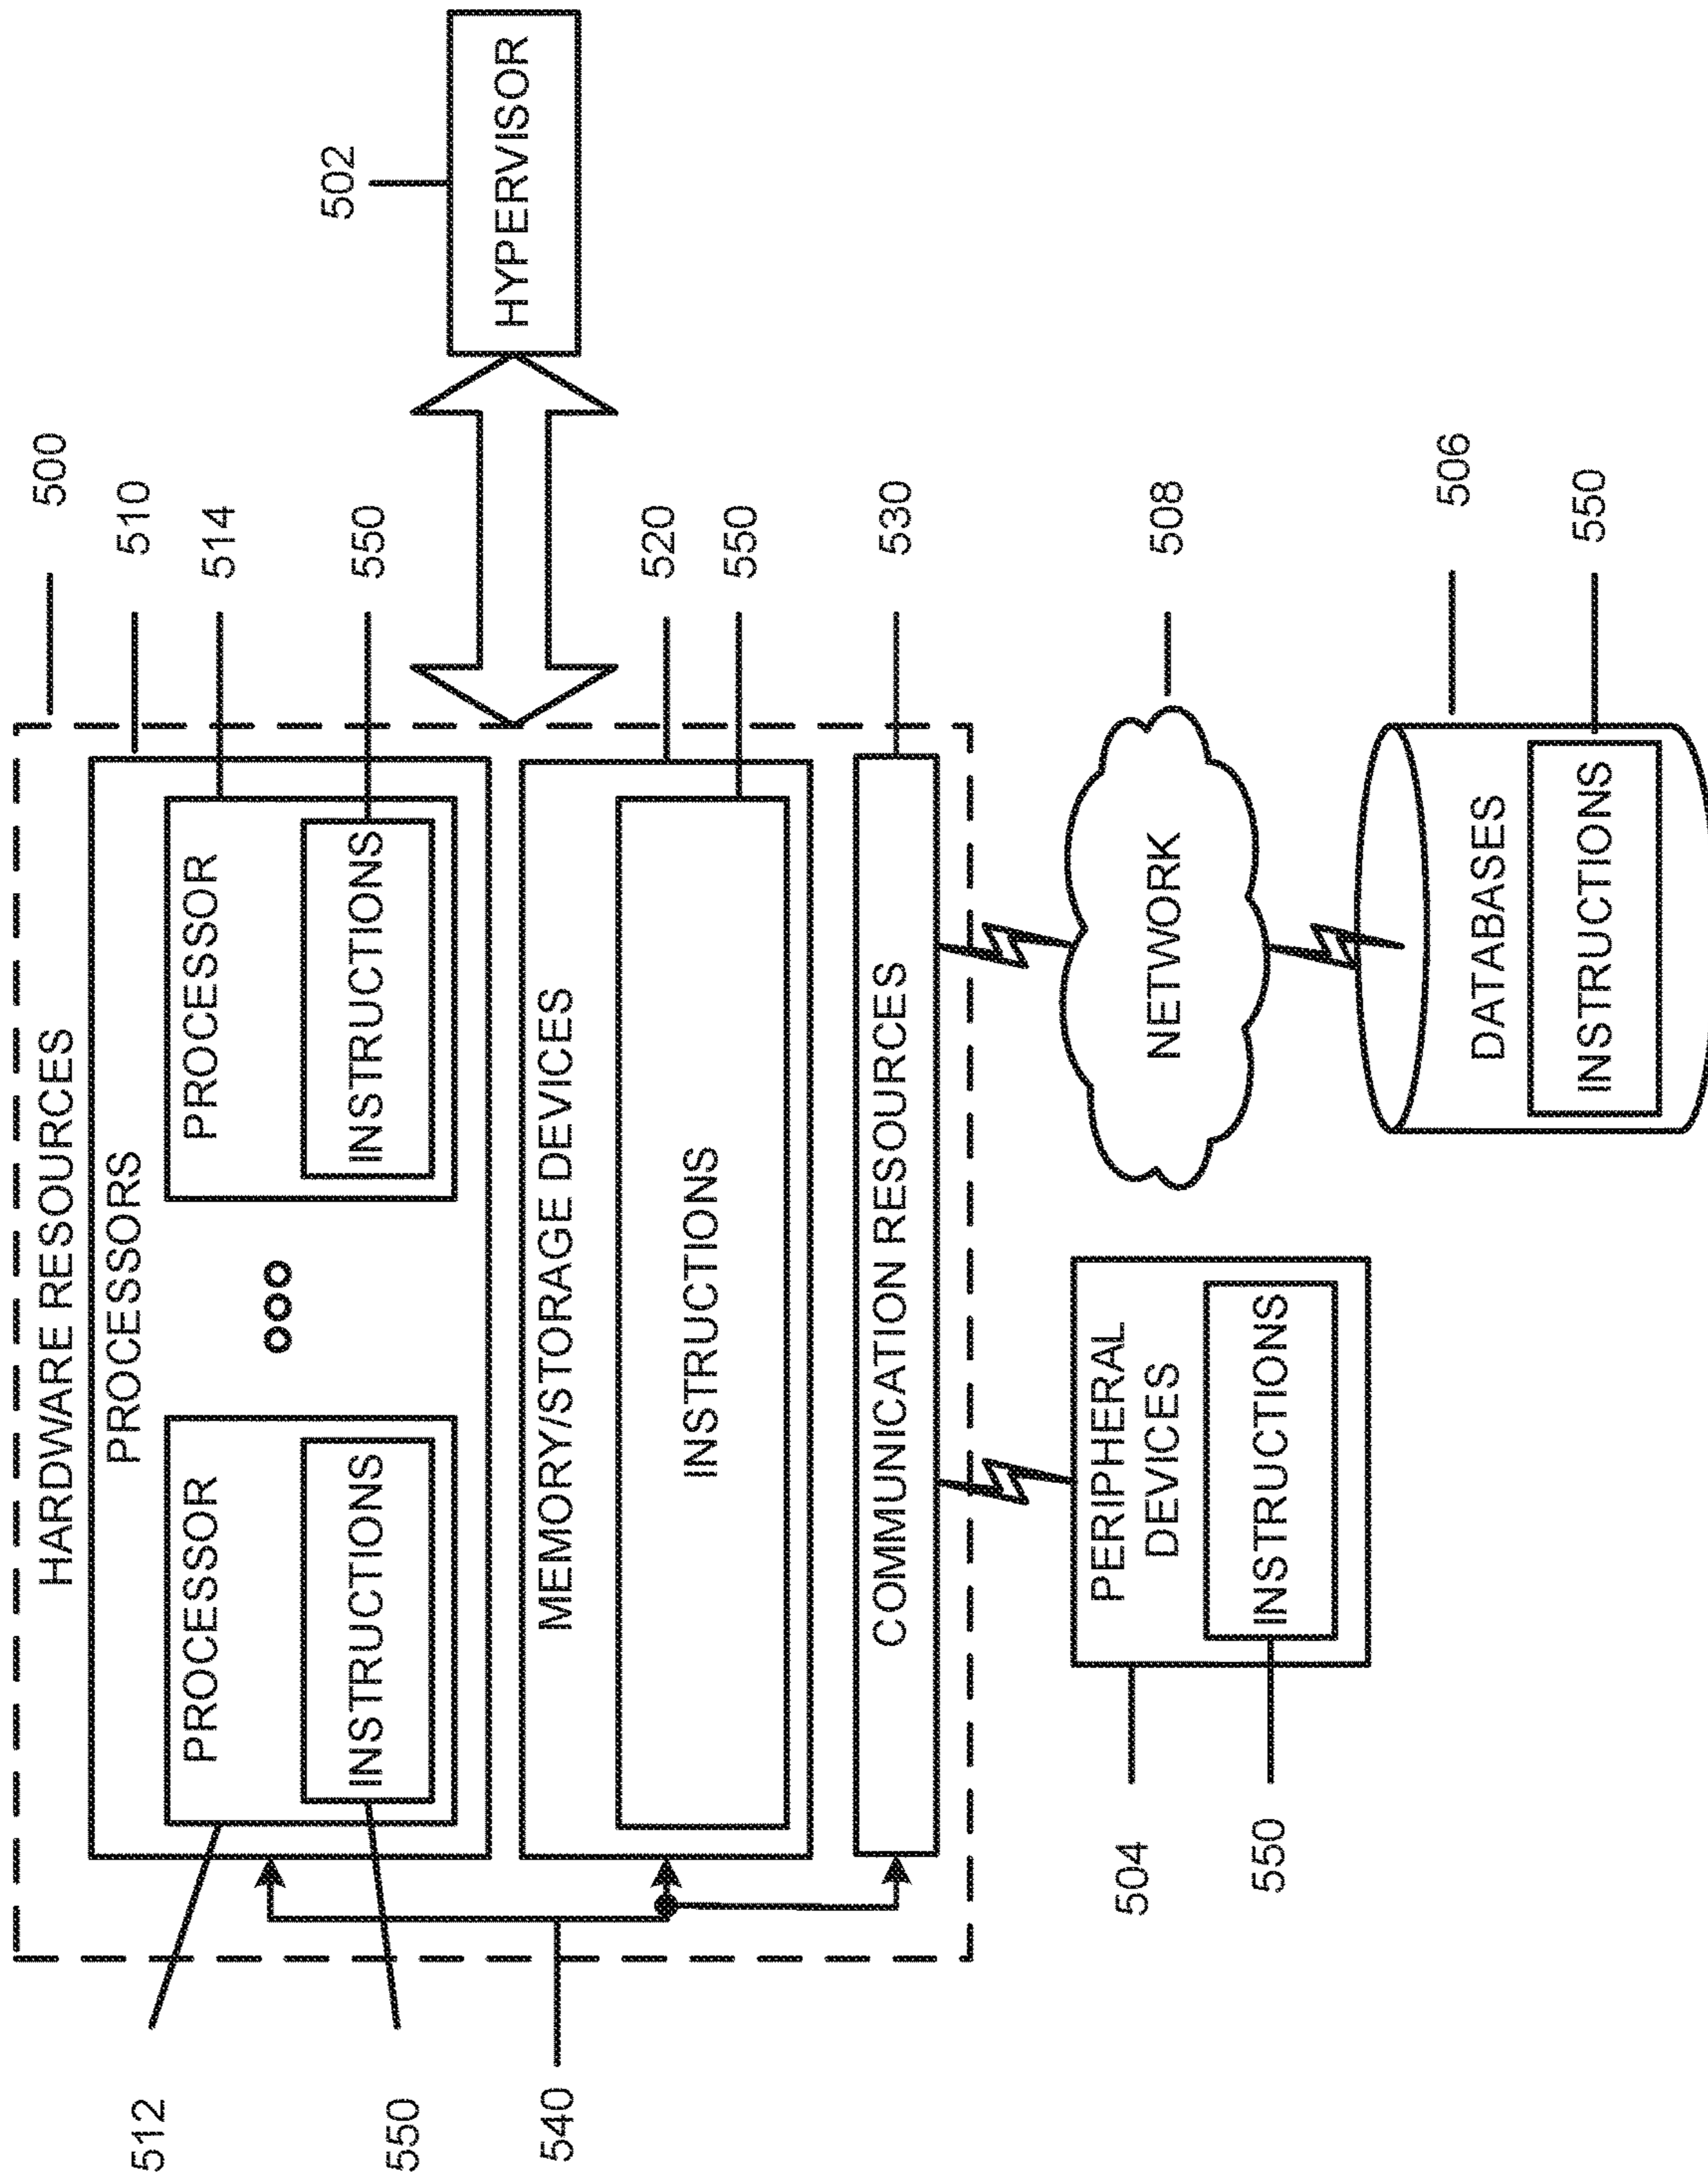 HARDWARE RESOURCES
500
PROCESSORS
510
512
PROCESSOR
PROCESSOR
514
550
INSTRUCTIONS
INSTRUCTIONS
550
HYPERVISOR
502
540
MEMORY/STORAGE DEVICES
520
INSTRUCTIONS
550
COMMUNICATION RESOURCES
530
504
PERIPHERAL
DEVICES
550
INSTRUCTIONS
NETWORK
508
506
DATABASES
INSTRUCTIONS
550